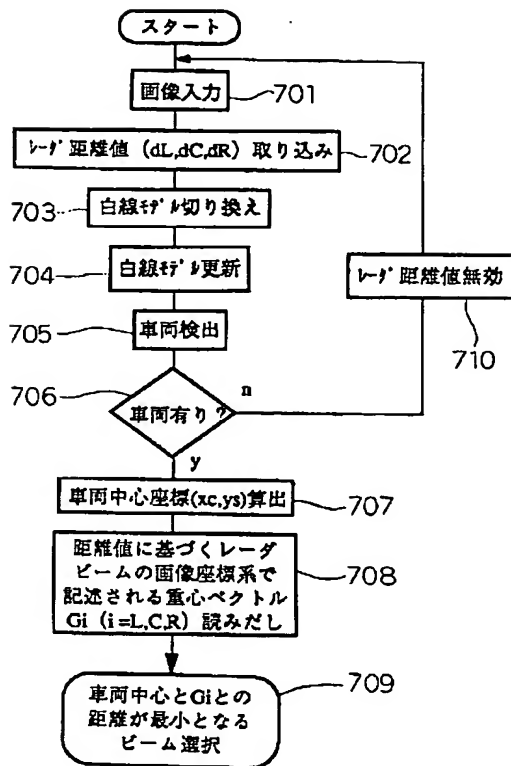 スタート
画像入力
701
レーダ距離値 (dL,dC,dR) 取り込み
702
703
白線モデル切り換え
704
白線モデル更新
レーダ距離値無効
710
705
車両検出
706
車両有り?
n
y
車両中心座標(xc,ys)算出
707
距離値に基づくレーダ
ビームの画像座標系で
記述される重心ベクトル
Gi (i=L,C,R) 読みだし
708
車両中心とGiとの
距離が最小となる
ビーム選択
709